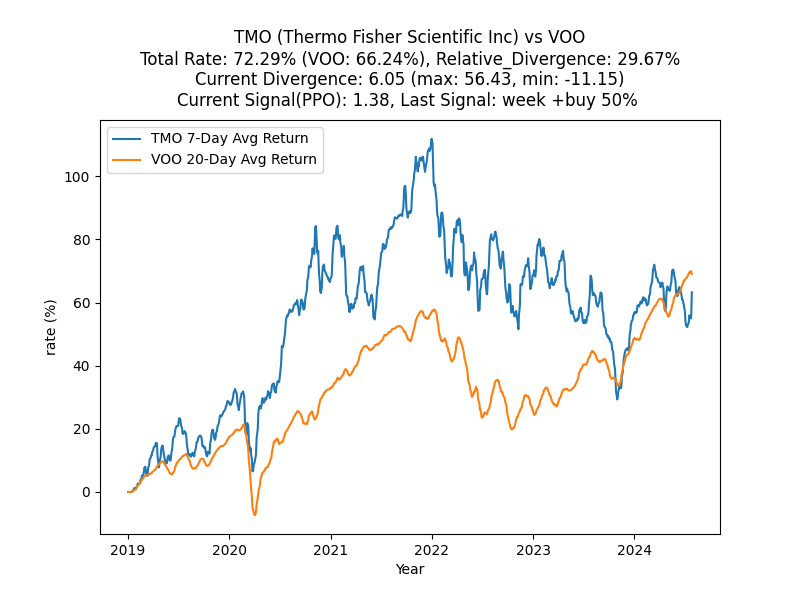 TMO (Thermo Fisher Scientific Inc) vs VOO
Total Rate: 72.29% (VOO: 66.24%), Relative_Divergence: 29.67%
Current Divergence: 6.05 (max: 56.43, min: -11.15)
Current Signal(PPO): 1.38, Last Signal: week +buy 50%
TMO 7-Day Avg Return
VOO 20-Day Avg Return
rate (%)
100
80
60
40
20
0
2019 2020 2021 2022 2023 2024
Year